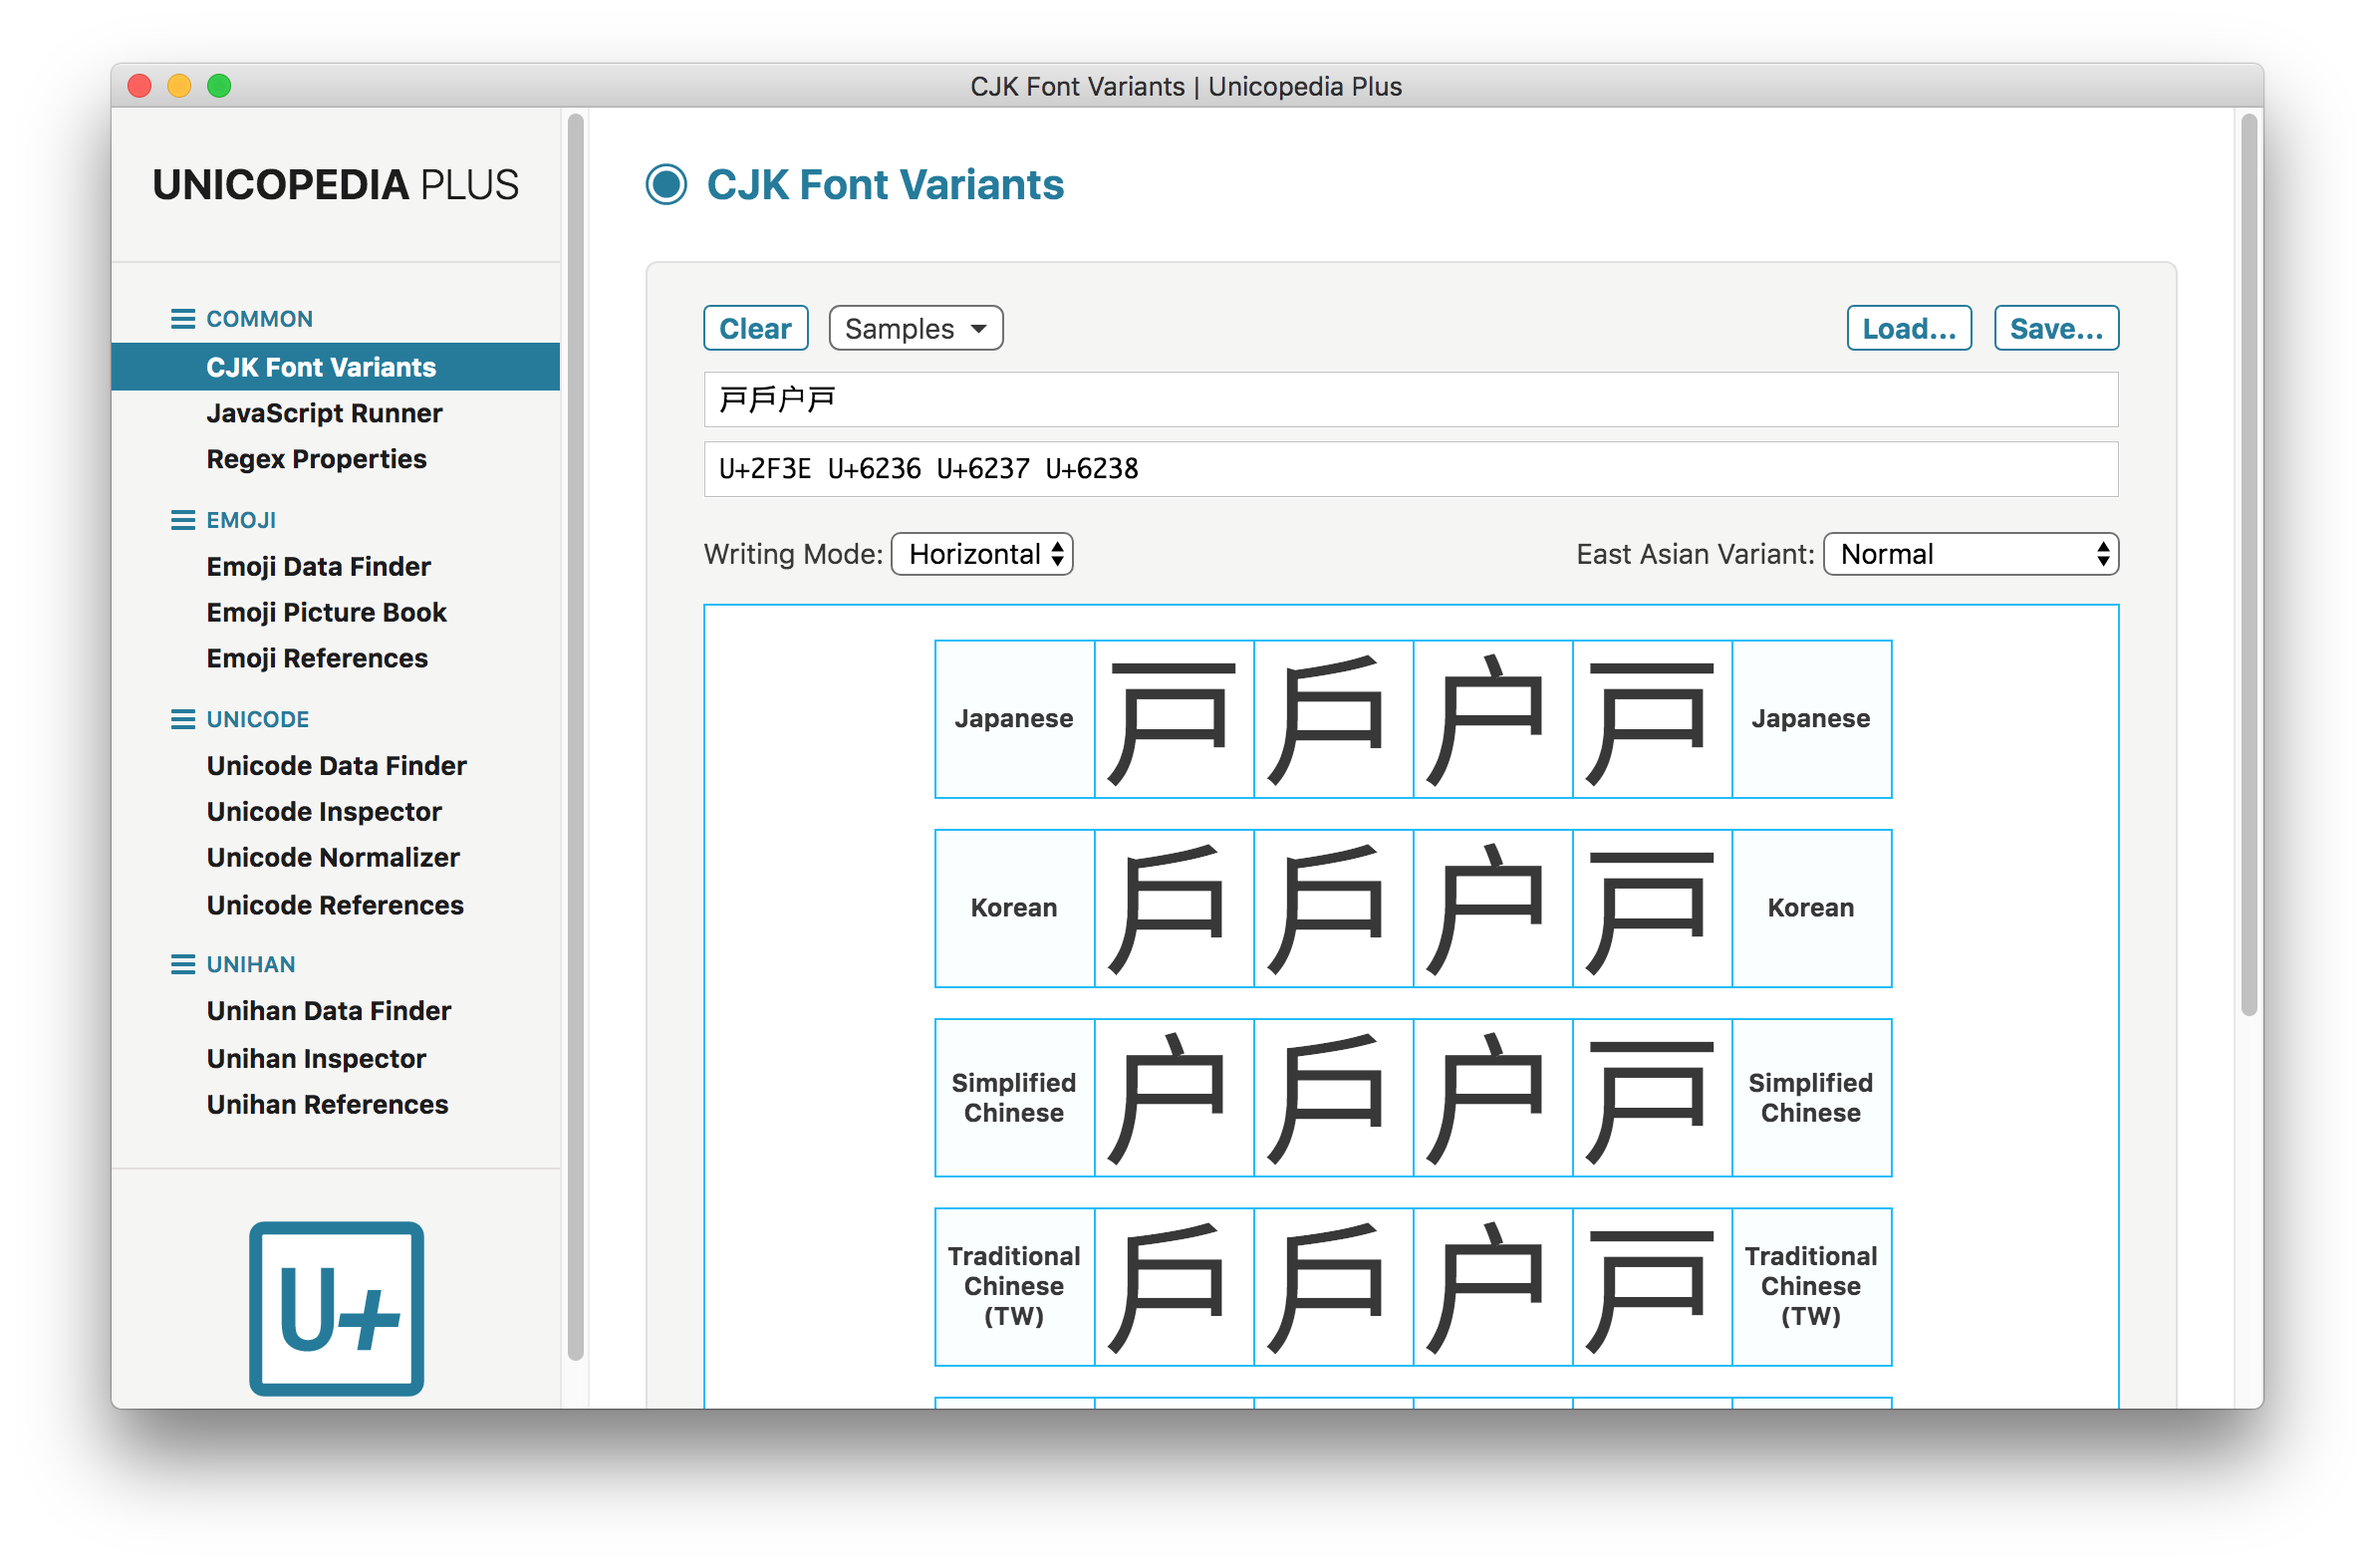 CJK Font Variants | Unicopedia Plus
UNICOPEDIA PLUS
COMMON
CJK Font Variants
JavaScript Runner
Regex Properties
EMOJI
Emoji Data Finder
Emoji Picture Book
Emoji References
UNICODE
Unicode Data Finder
Unicode Inspector
Unicode Normalizer
Unicode References
UNIHAN
Unihan Data Finder
Unihan Inspector
Unihan References
U+
CJK Font Variants
Clear Samples Load... Save...
⼾戶户戸
U+2F3E U+6236 U+6237 U+6238
Writing Mode: Horizontal East Asian Variant: Normal
Japanese ⼾ 戶 户 戸 Japanese
Korean ⼾ 戶 户 戸 Korean
Simplified Chinese ⼾ 戶 户 戸 Simplified Chinese
Traditional Chinese (TW) ⼾ 戶 户 戸 Traditional Chinese (TW)